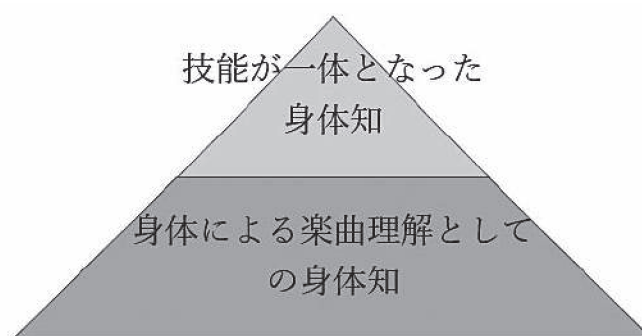 技能が一体となった
身体知
身体による楽曲理解として
の身体知